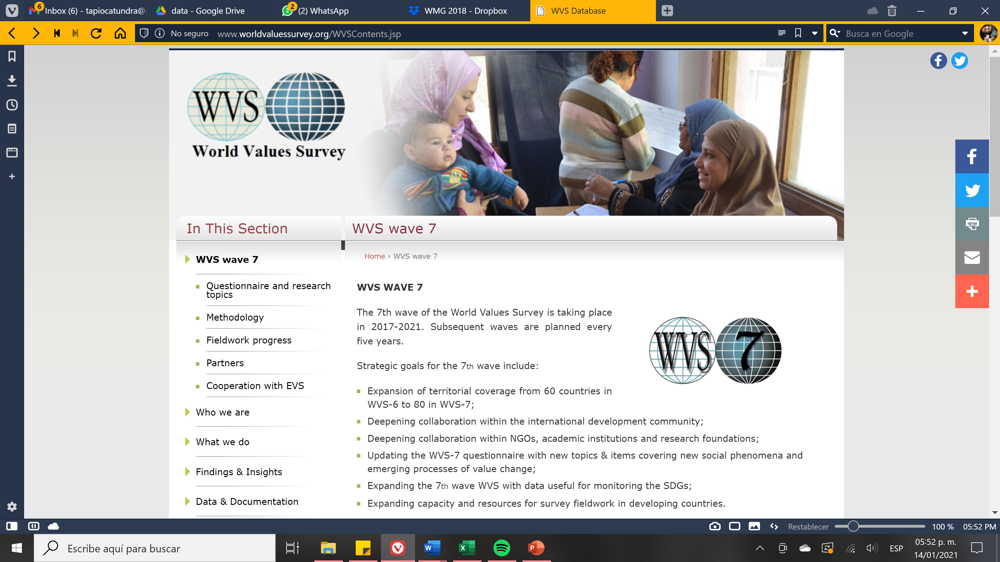 6
Inbox (6) - tapiocatundra@
data - Google Drive
2
2
(2) WhatsApp
WMG 2018 - Dropbox
WVS Database
No seguro
www.worldvaluessurvey.org/WVSContents.jsp
Busca en Google
WVS
World Values Survey
In This Section
WVS wave 7
WVS wave 7
Questionnaire and research
topics
Methodology
Fieldwork progress
Partners
Cooperation with EVS
Who we are
What we do
Findings & Insights
Data & Documentation
Home › WVS wave 7
WVS WAVE 7
The 7th wave of the World Values Survey is taking place
in 2017-2021. Subsequent waves are planned every
five years.
WVS 7
Strategic goals for the 7th wave include:
Expansion of territorial coverage from 60 countries in
WVS-6 to 80 in WVS-7;
Deepening collaboration within the international development community;
Deepening collaboration within NGOs, academic institutions and research foundations;
Updating the WVS-7 questionnaire with new topics & items covering new social phenomena and
emerging processes of value change;
Expanding the 7th wave WVS with data useful for monitoring the SDGs;
Expanding capacity and resources for survey fieldwork in developing countries.
Restablecer
100 %
05:52 PM
Escribe aquí para buscar
W
X
P
ESP
05:52 p. m.
14/01/2021